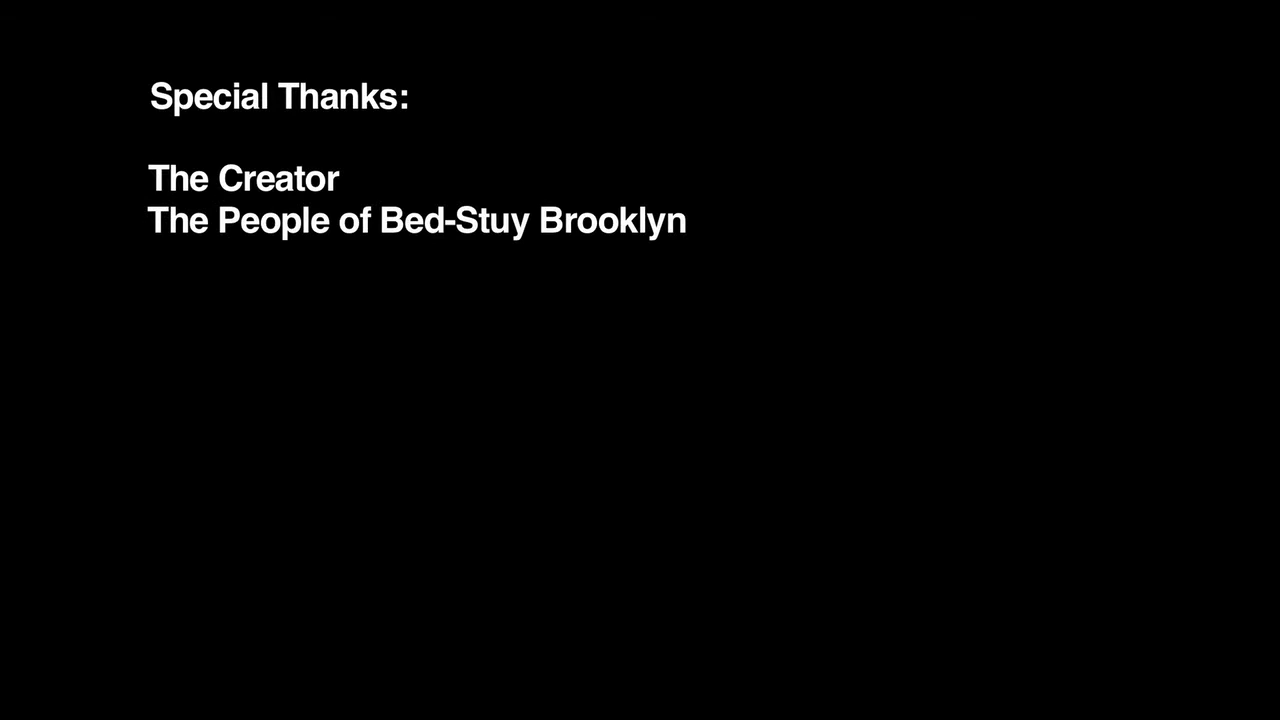 Special Thanks:
The Creator
The People of Bed-Stuy Brooklyn